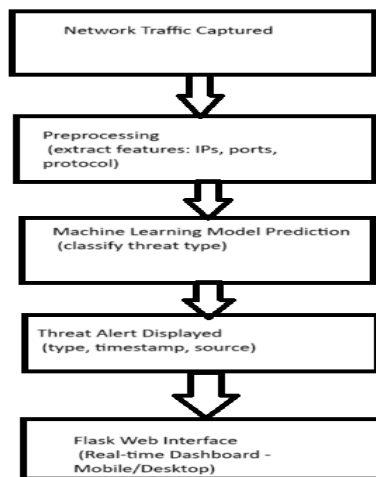 Network Traffic Captured
Preprocessing
(extract features: IPs, ports,
protocol)
Machine Learning Model Prediction
(classify threat type)
Threat Alert Displayed
(type, timestamp, source)
Flask Web Interface
(Real-time Dashboard -
Mobile/Desktop)